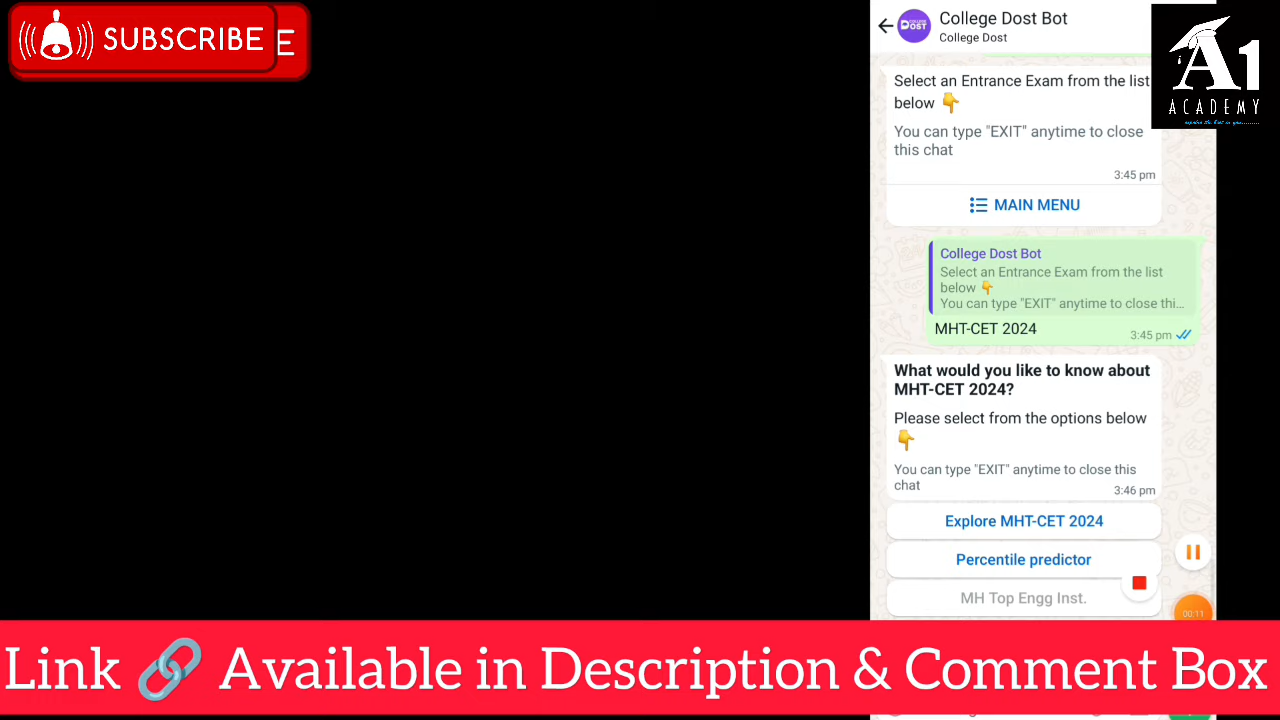 SUBSCRIBE
E
College Dost Bot
College Dost
COLLEGE
DOST
A1
ACADEMY
Select an Entrance Exam from the list
below 👇
You can type "EXIT" anytime to close
this chat
3:45 pm
MAIN MENU
College Dost Bot
Select an Entrance Exam from the list
below 👇
You can type "EXIT" anytime to close thi...
MHT-CET 2024
3:45 pm
What would you like to know about
MHT-CET 2024?
Please select from the options below
👇
You can type "EXIT" anytime to close this
chat
3:46 pm
Explore MHT-CET 2024
Percentile predictor
MH Top Engg Inst.
00:11
Link 🔗 Available in Description & Comment Box